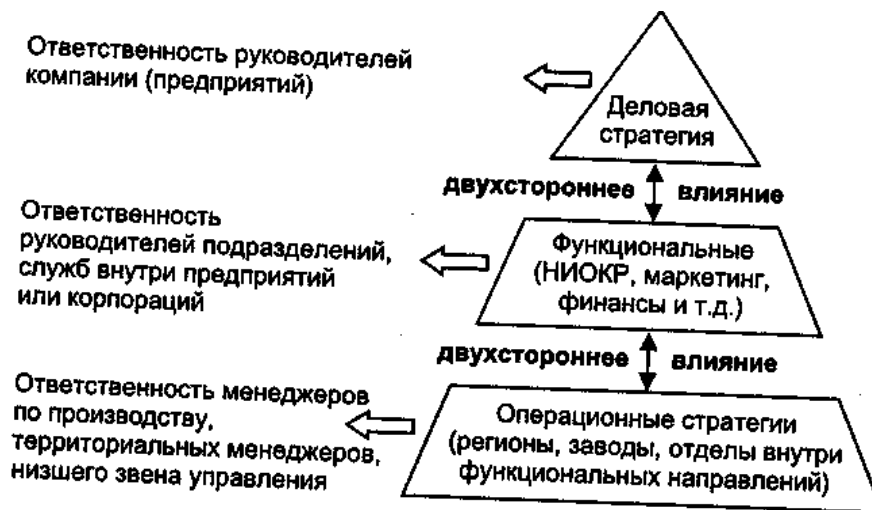 Ответственность руководителей
компании (предприятий)
Деловая
стратегия
двухстороннее влияние
Ответственность
руководителей подразделений,
служб внутри предприятий
или корпораций
Функциональные
(НИОКР, маркетинг,
финансы и т.д.)
двухстороннее влияние
Ответственность менеджеров
по производству,
территориальных менеджеров,
низшего звена управления
Операционные стратегии
(регионы, заводы, отделы внутри
функциональных направлений)